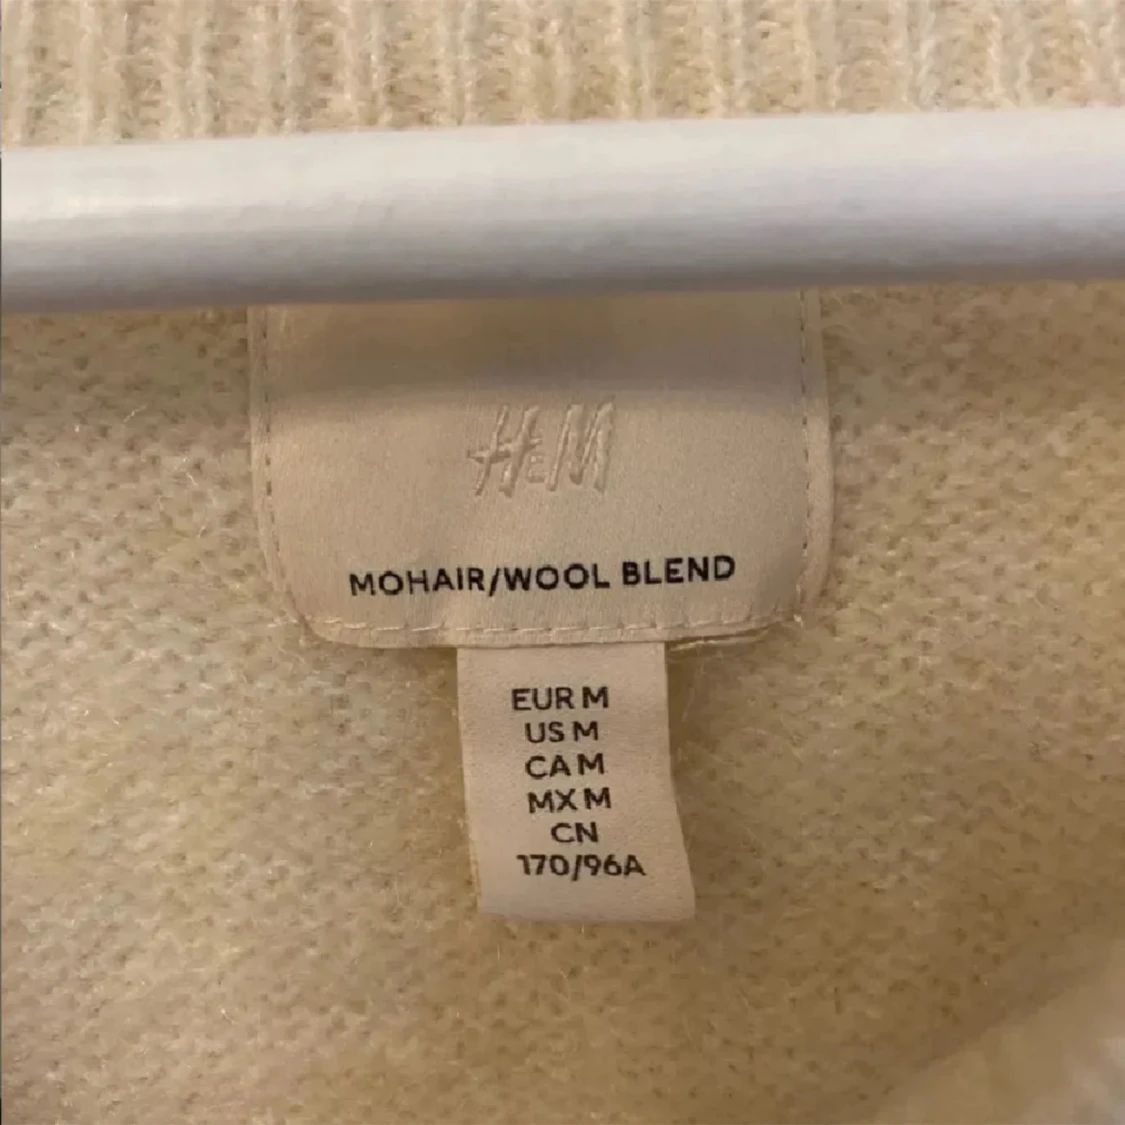 H&M
MOHAIR/WOOL BLEND
EUR M
US M
CA M
MX M
CN
170/96A